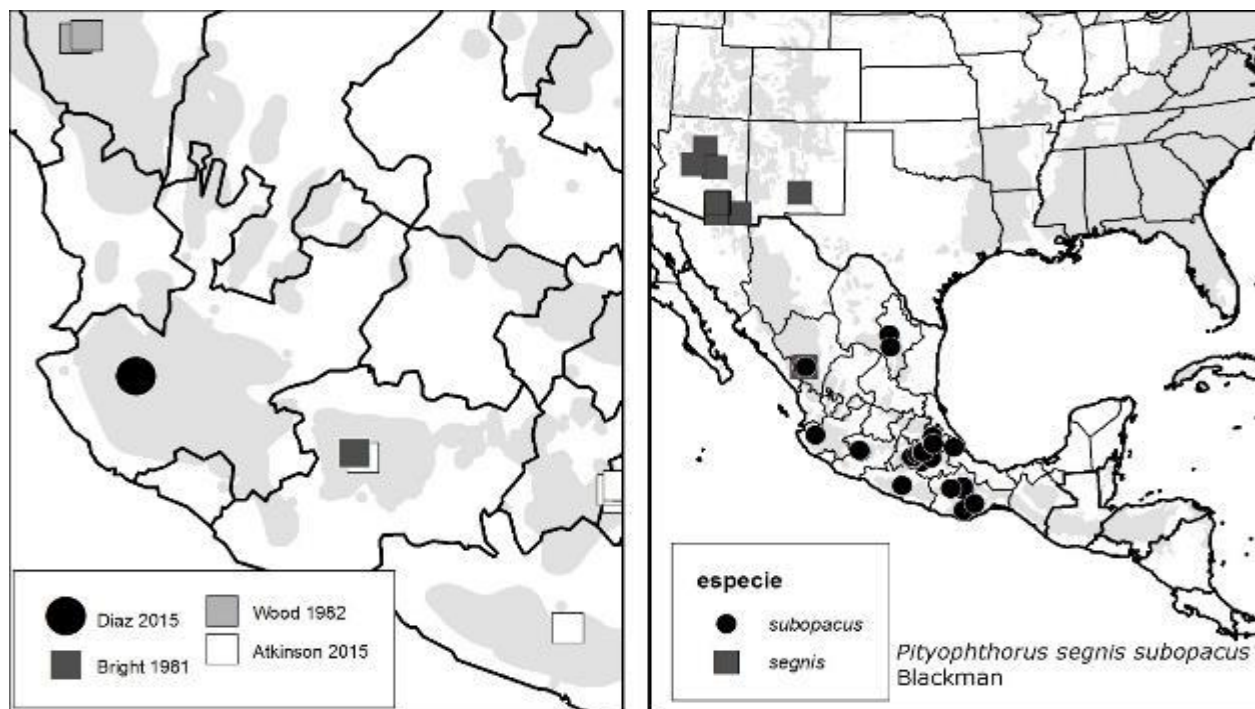 Diaz 2015
Bright 1981
Wood 1982
Atkinson 2015
especie
subopacus
segnis
Pityophthorus segnis subopacus
Blackman